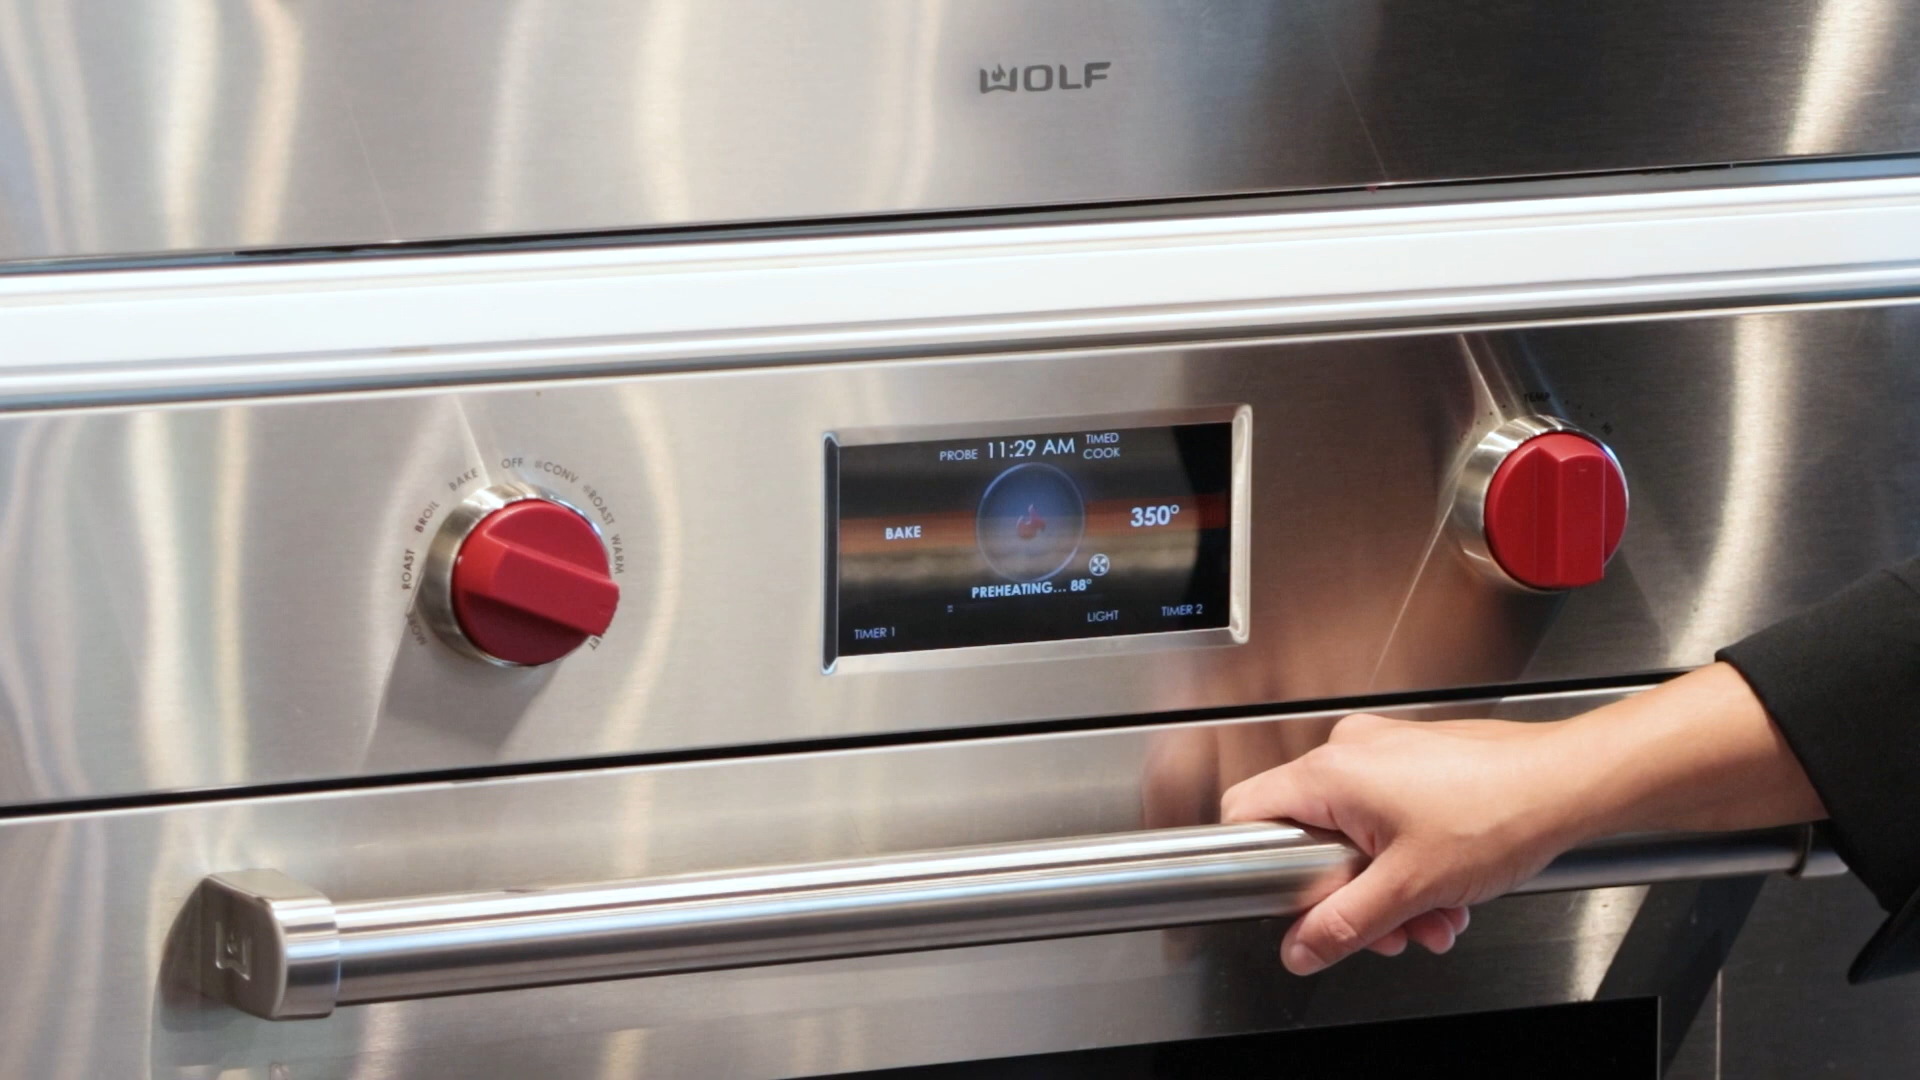 WOLF
PROBE 11:29 AM TIMED COOK
BAKE 350°
PREHEATING... 88°
TIMER 1 LIGHT TIMER 2
ROAST BROIL BAKE OFF CONV ROAST WARM
TEMP